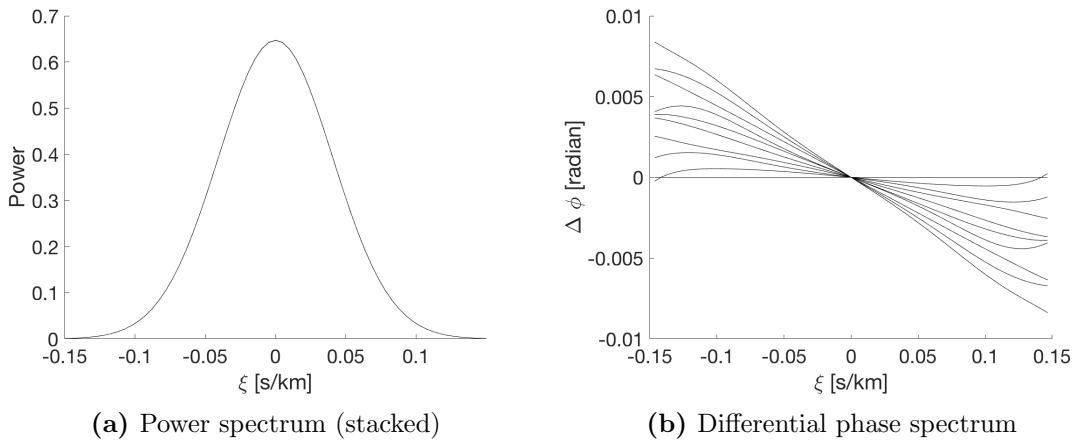 0.7
0.6
0.5
0.4
0.3
0.2
0.1
0
Power
-0.15 -0.1 -0.05 0 0.05 0.1
ξ [s/km]
(a) Power spectrum (stacked)
0.01
0.005
0
-0.005
-0.01
Δ ϕ [radian]
-0.15 -0.1 -0.05 0 0.05 0.1 0.15
ξ [s/km]
(b) Differential phase spectrum